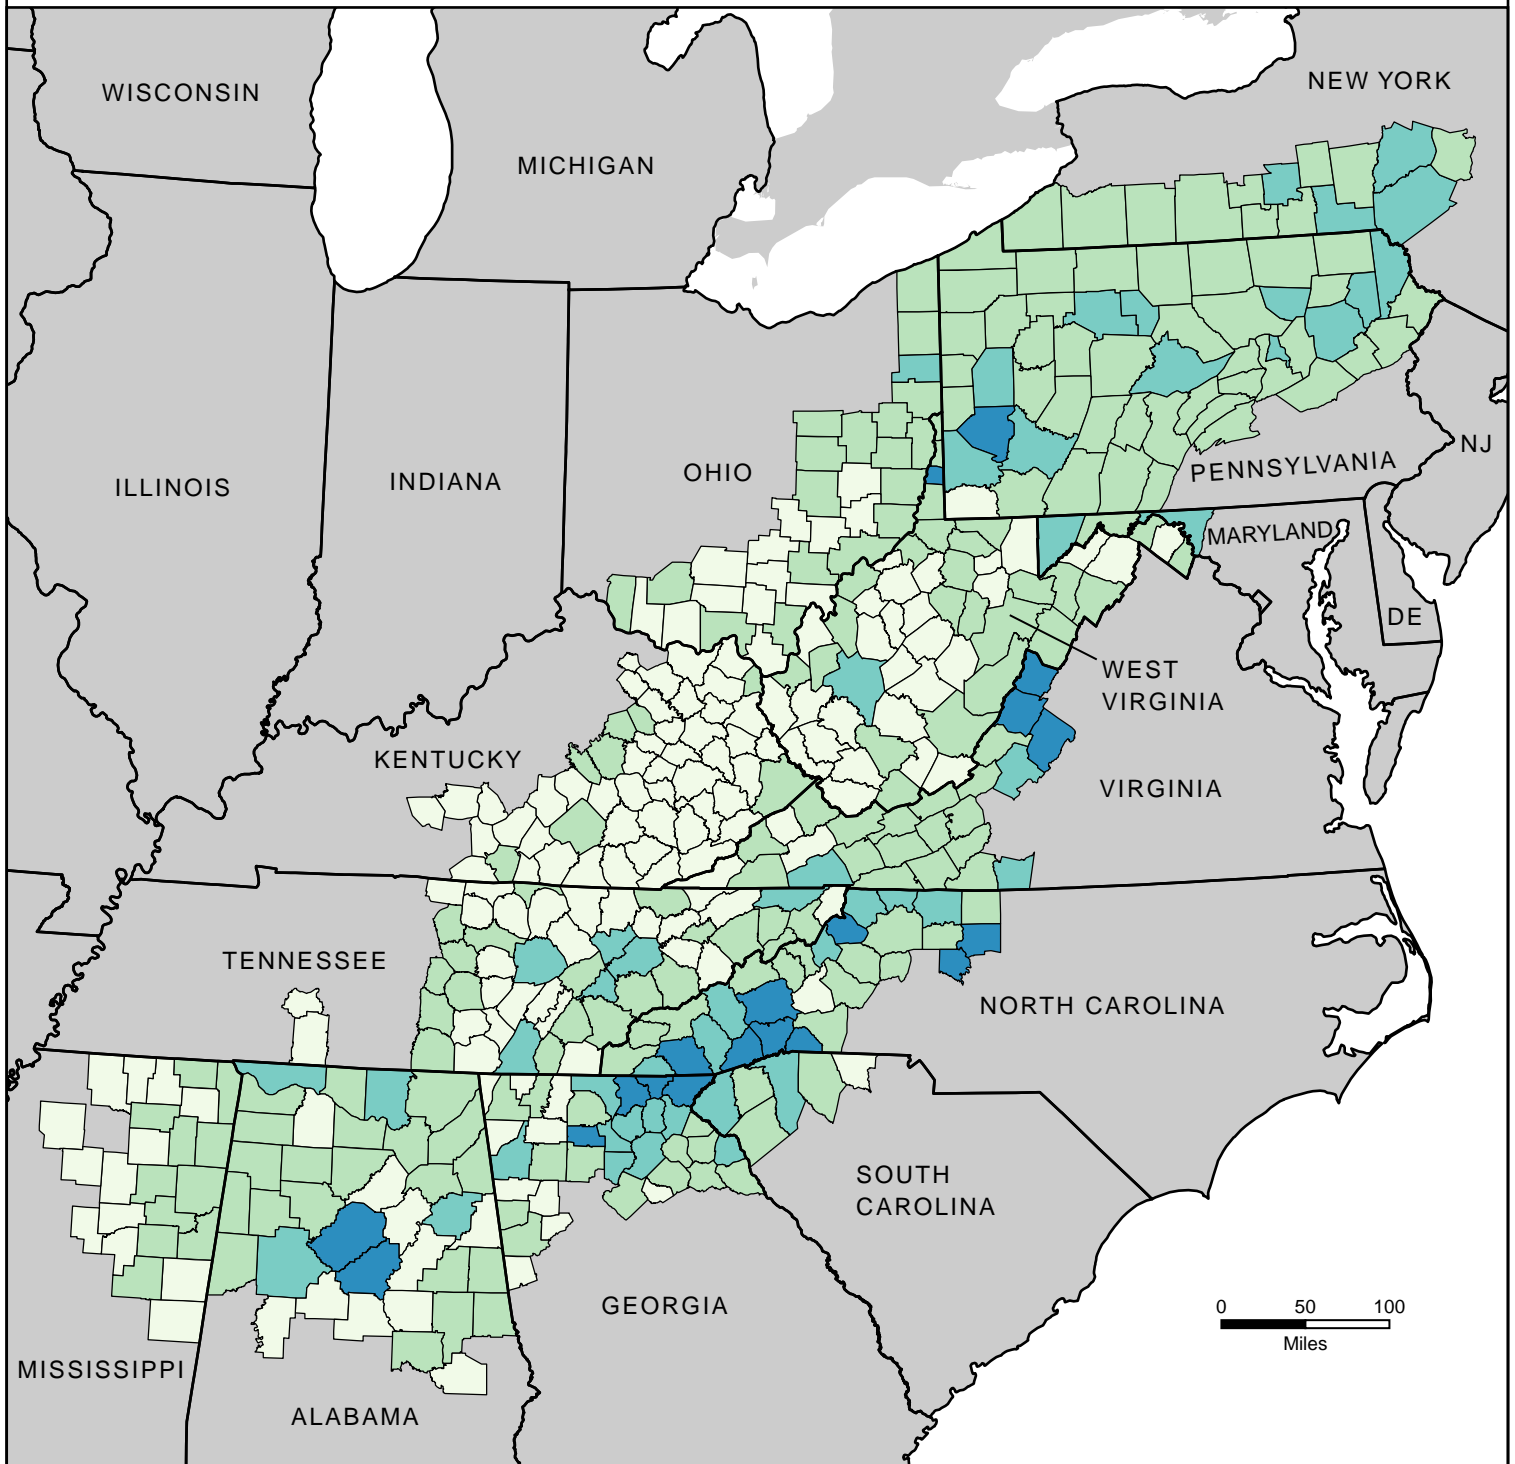 NEW YORK
WISCONSIN
MICHIGAN
NJ
PENNSYLVANIA
OHIO
INDIANA
ILLINOIS
MARYLAND
DE
WEST
VIRGINIA
KENTUCKY
VIRGINIA
TENNESSEE
NORTH CAROLINA
SOUTH
CAROLINA
GEORGIA
0 50 100
Miles
MISSISSIPPI
ALABAMA